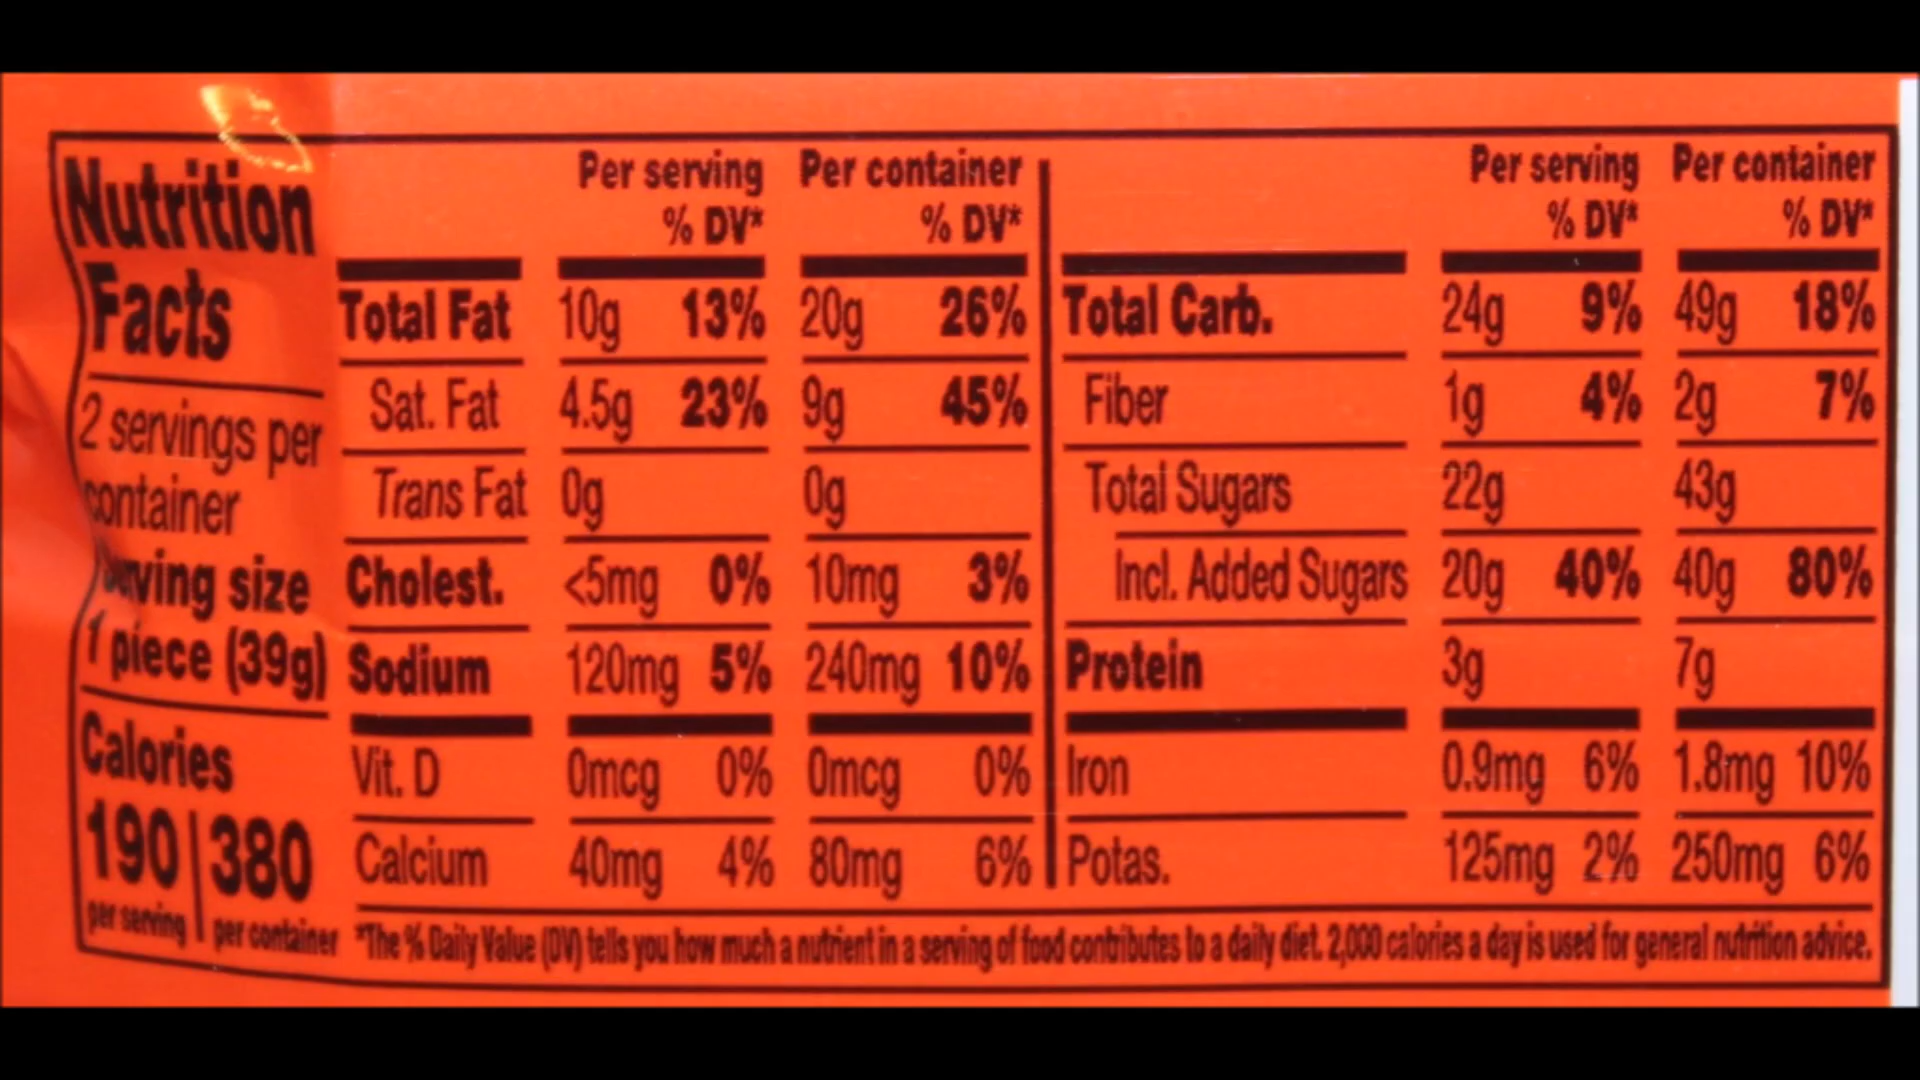 Nutrition
Facts
2 servings per
container
size
1 piece (39g)
Calories
190 380
per serving per container
Per serving Per container
% DV* % DV*
Total Fat 10g 13% 20g 26%
Sat. Fat 4.5g 23% 9g 45%
Trans Fat 0g 0g
Cholest. <5mg 0% 10mg 3%
Sodium 120mg 5% 240mg 10%
Vit. D 0mcg 0% 0mcg 0%
Calcium 40mg 4% 80mg 6%
Per serving Per container
% DV* % DV*
Total Carb. 24g 9% 49g 18%
Fiber 1g 4% 2g 7%
Total Sugars 22g 43g
Incl. Added Sugars 20g 40% 40g 80%
Protein 3g 7g
Iron 0.9mg 6% 1.8mg 10%
Potas. 125mg 2% 250mg 6%
*The % Daily Value (DV) tells you how much a nutrient in a serving of food contributes to a daily diet. 2,000 calories a day is used for general nutrition advice.